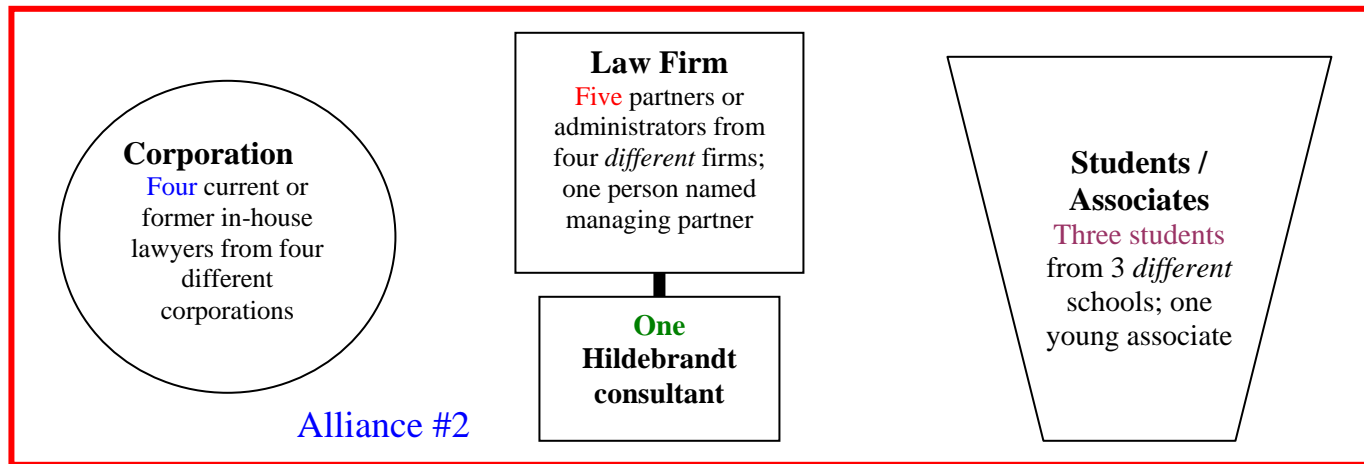 Corporation
Four current or
former in-house
lawyers from four
different
corporations
Law Firm
Five partners or
administrators from
four different firms;
one person named
managing partner
One
Hildebrandt
consultant
Students /
Associates
Three students
from 3 different
schools; one
young associate
Alliance #2